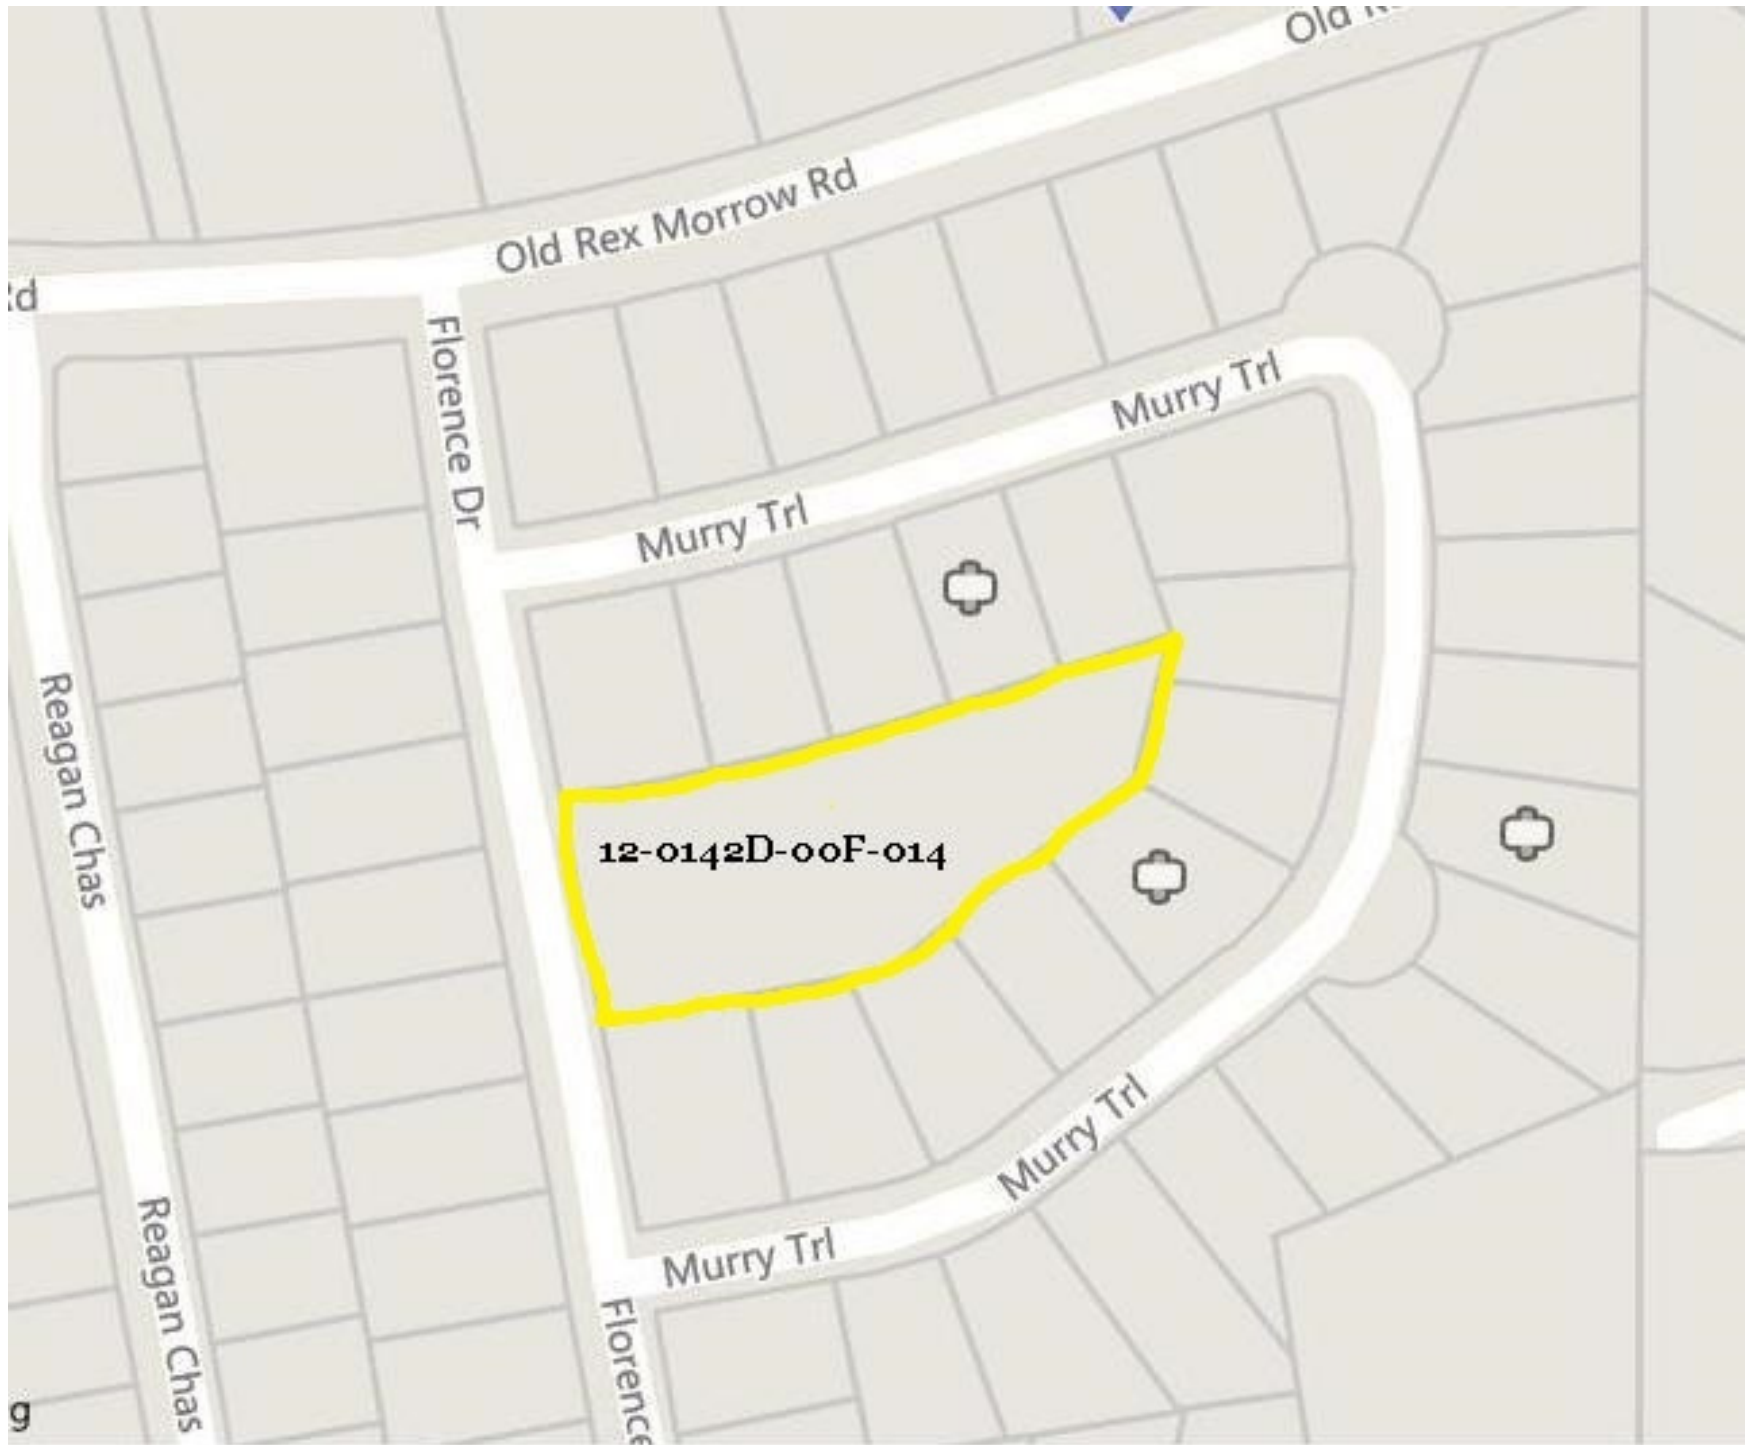 Old
Old Rex Morrow Rd
Rd
Florence Dr
Murry Trl
Murry Trl
Reagan Chas
12-0142D-00F-014
Murry Trl
Murry Trl
Reagan Chas
Florence
g